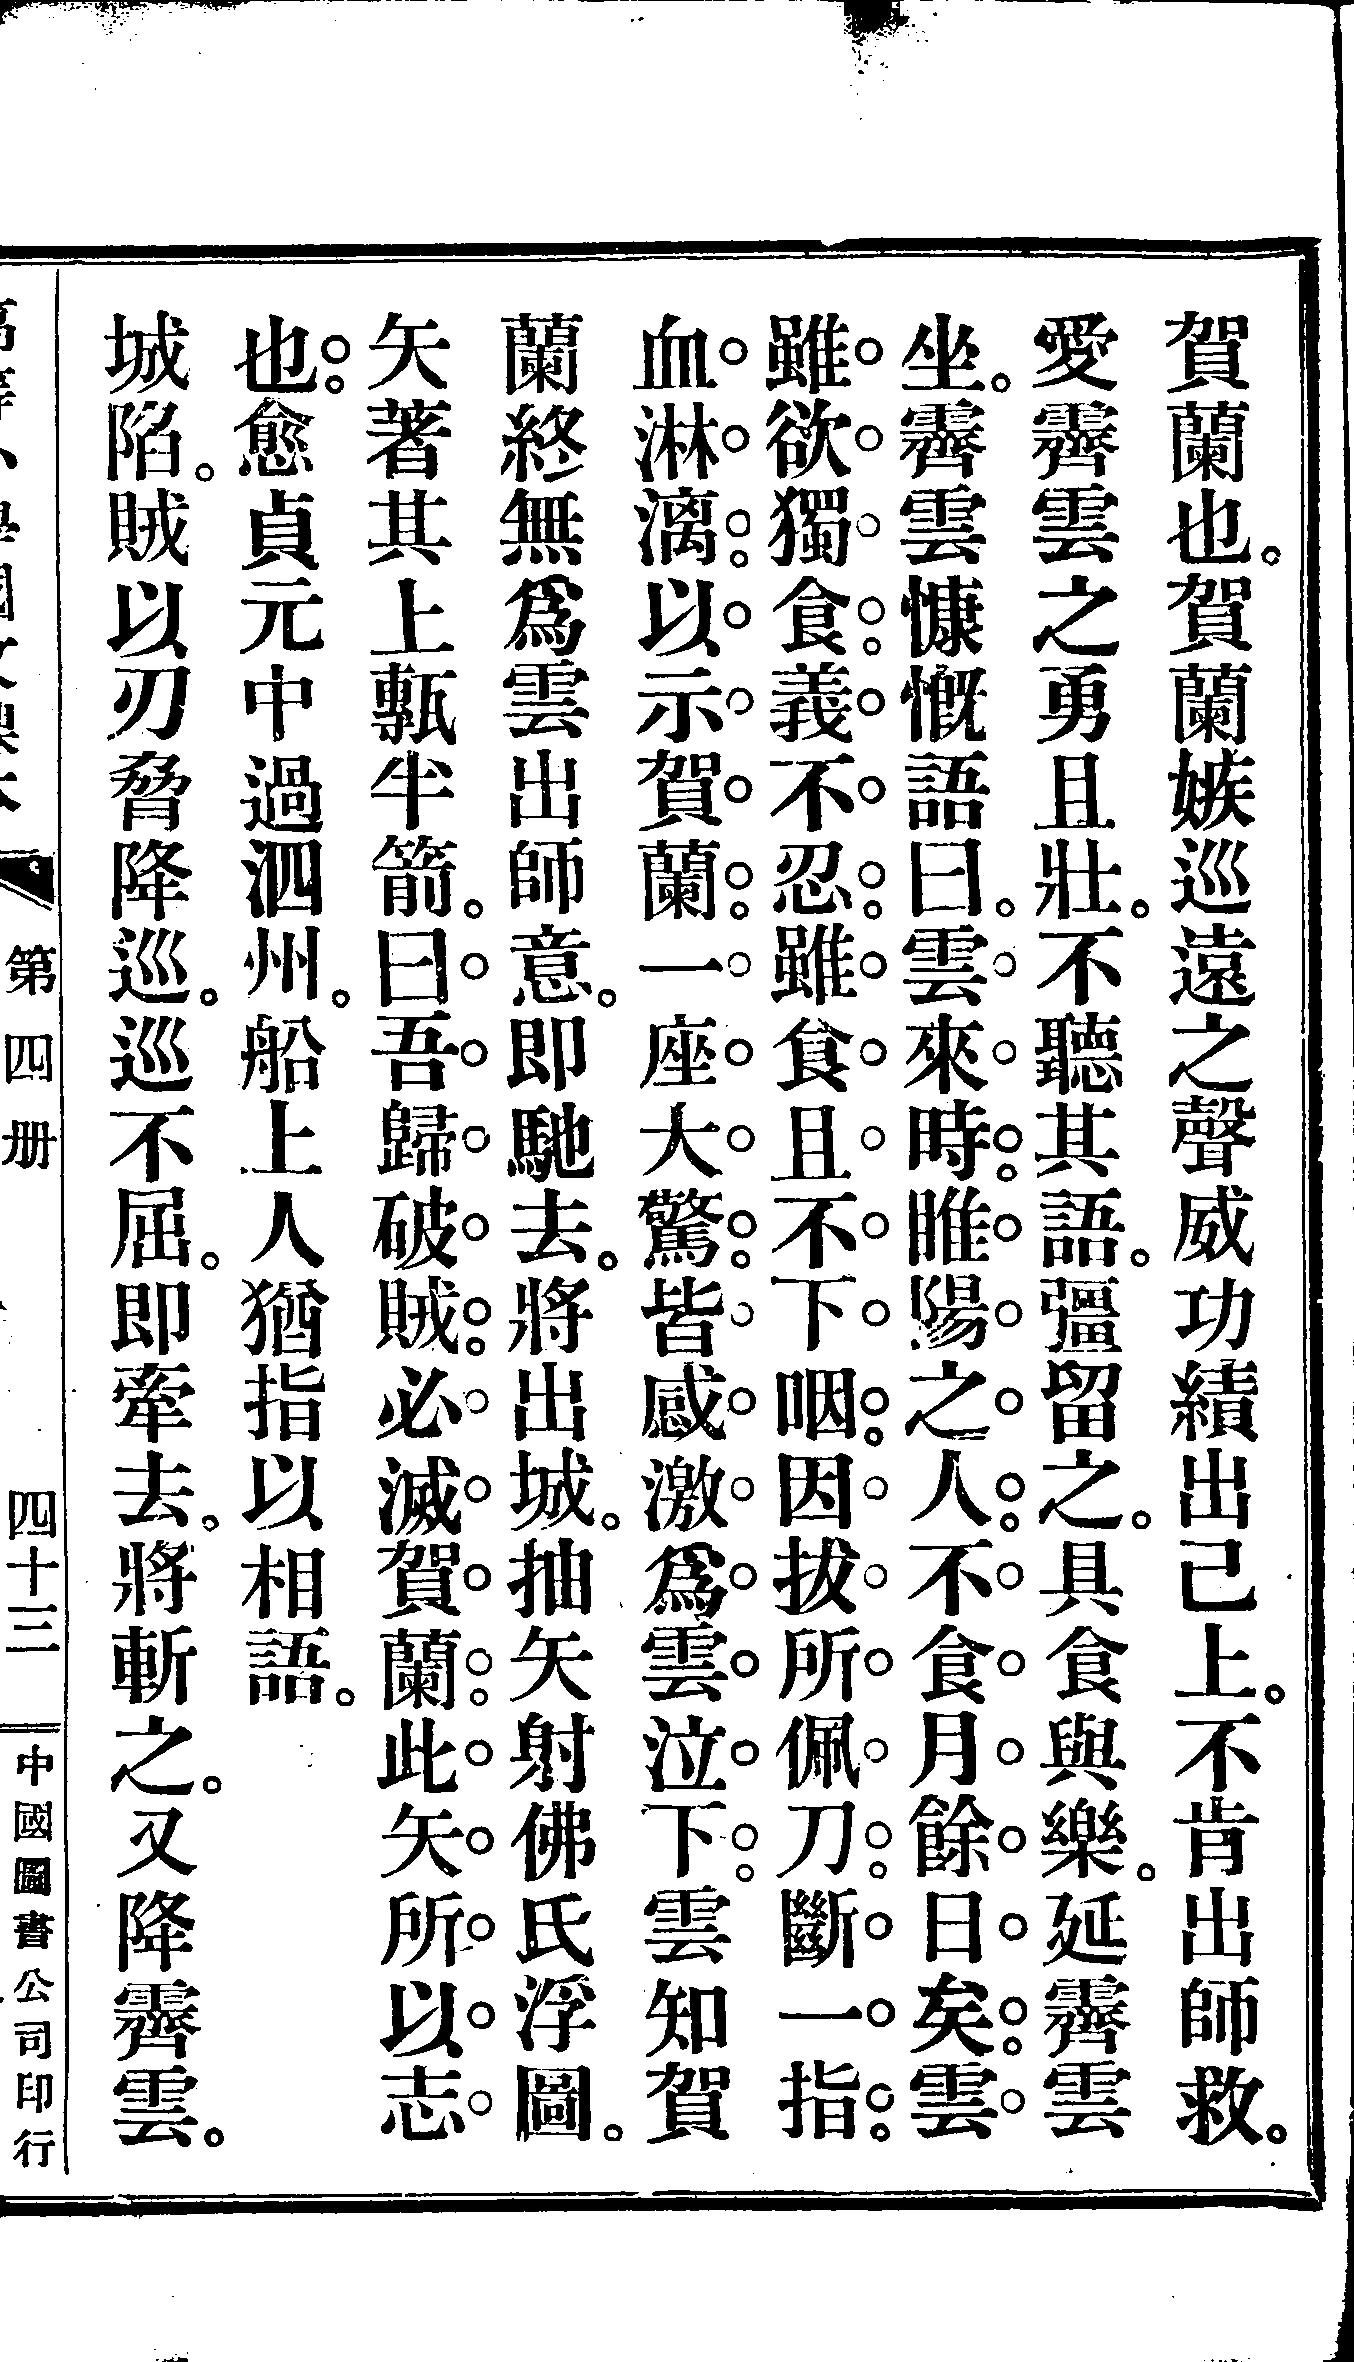 賀蘭也。賀蘭嫉巡遠之聲威功績出己上。不肯出師救。
愛霽雲之勇且壯。不聽其語。彊留之。具食與樂。延霽雲
坐。霽雲慷慨語曰。雲來時。睢陽之人。不食月餘日矣。雲
雖欲獨食。義不忍。雖食且不下咽。因拔所佩刀。斷一指。
血淋漓。以示賀蘭。一座大驚。皆感激爲雲泣下。雲知賀
蘭終無爲雲出師意。即馳去。將出城。抽矢射佛氏浮圖。
矢著其上甎半箭。曰吾歸破賊。必滅賀蘭。此矢所以志
也。愈貞元中過泗州。船上人猶指以相語。
城陷。賊以刃脅降巡。巡不屈。即牽去。將斬之。又降霽雲。
第四册
四十三
中國圖書公司印行